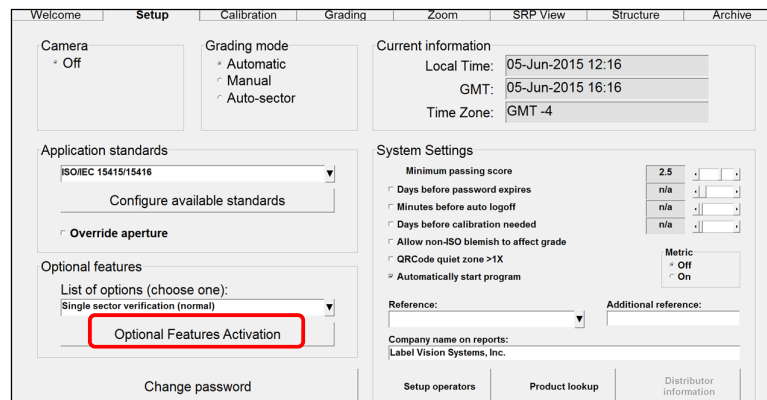 Welcome Setup Calibration Grading Zoom SRP View Structure Archive
Camera
Off
Grading mode
Automatic
Manual
Auto-sector
Current information
Local Time: 05-Jun-2015 12:16
GMT: 05-Jun-2015 16:16
Time Zone: GMT -4
Application standards
ISO/IEC 15415/15416
Configure available standards
Override aperture
Optional features
List of options (choose one):
Single sector verification (normal)
Optional Features Activation
Change password
System Settings
Minimum passing score 2.5
Days before password expires n/a
Minutes before auto logoff n/a
Days before calibration needed n/a
Allow non-ISO blemish to affect grade
QRCode quiet zone >1X
Automatically start program
Metric
Off
On
Reference: Additional reference:
Company name on reports:
Label Vision Systems, Inc.
Setup operators Product lookup Distributor information